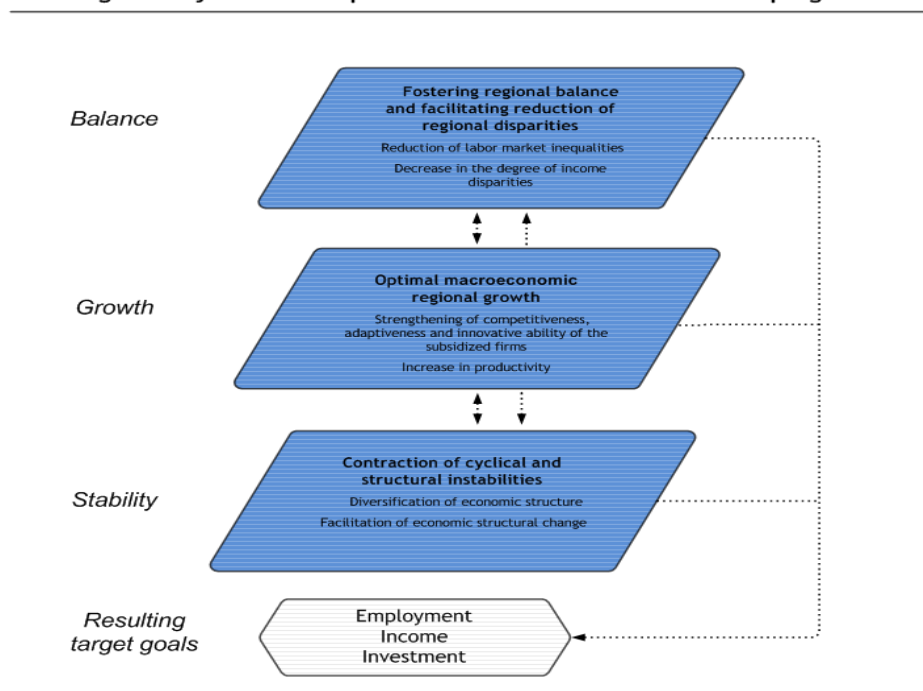 Balance
Fostering regional balance
and facilitating reduction of
regional disparities
Reduction of labor market inequalities
Decrease in the degree of income
disparities
Growth
Optimal macroeconomic
regional growth
Strengthening of competitiveness,
adaptiveness and innovative ability of the
subsidized firms
Increase in productivity
Stability
Contraction of cyclical and
structural instabilities
Diversification of economic structure
Facilitation of economic structural change
Resulting
target goals
Employment
Income
Investment